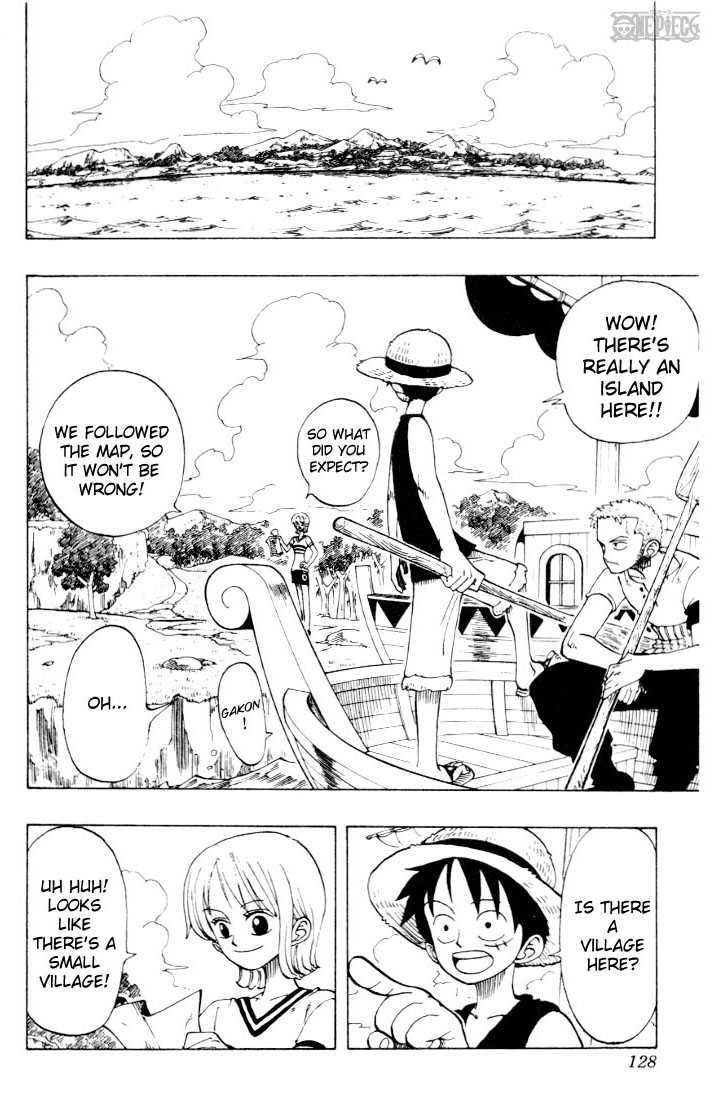 ONE PIECE
WOW!
THERE'S
REALLY AN
ISLAND
HERE!!
SO WHAT
DID YOU
EXPECT?
WE FOLLOWED
THE MAP, SO
IT WON'T BE
WRONG!
GAKON
!
OH...
IS THERE
A
VILLAGE
HERE?
UH HUH!
LOOKS
LIKE
THERE'S A
SMALL
VILLAGE!
128